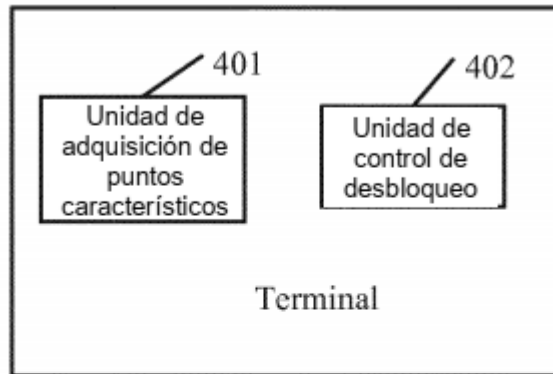 401
Unidad de
adquisición de
puntos
característicos
402
Unidad de
control de
desbloqueo
Terminal